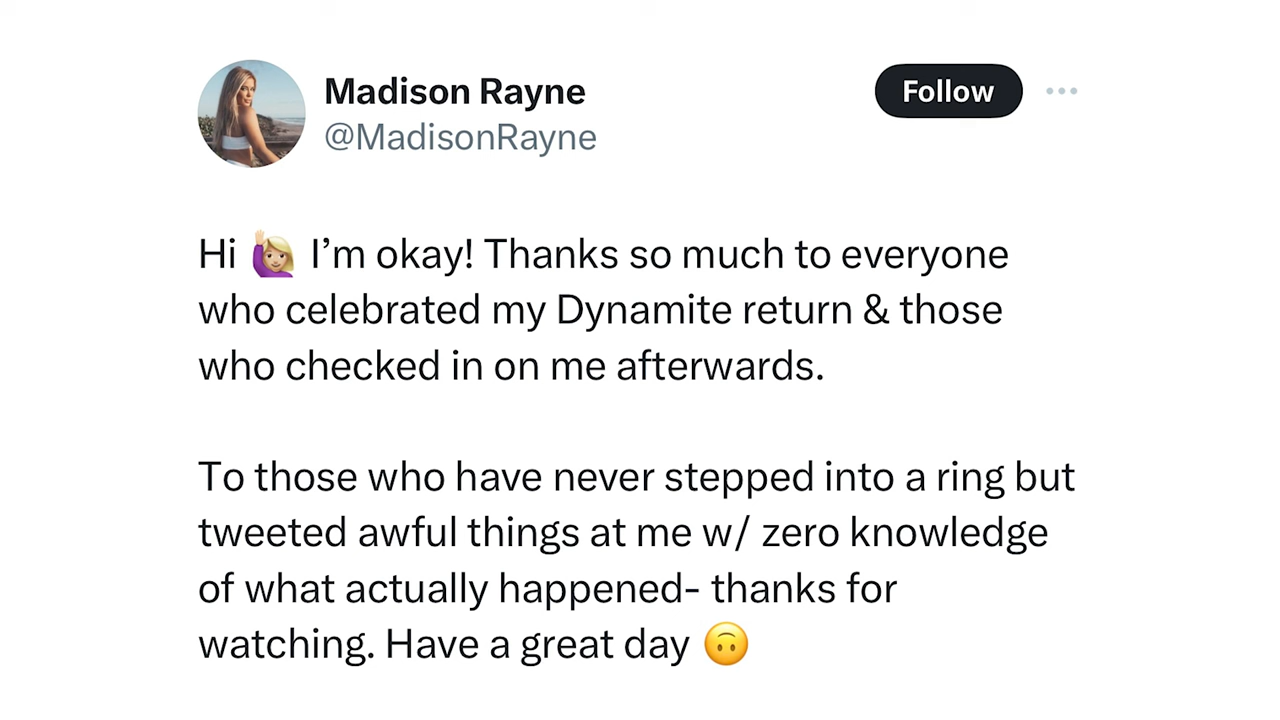 Madison Rayne
@MadisonRayne
Follow
Hi 🙋🏼‍♀️ I’m okay! Thanks so much to everyone
who celebrated my Dynamite return & those
who checked in on me afterwards.
To those who have never stepped into a ring but
tweeted awful things at me w/ zero knowledge
of what actually happened- thanks for
watching. Have a great day 🙃